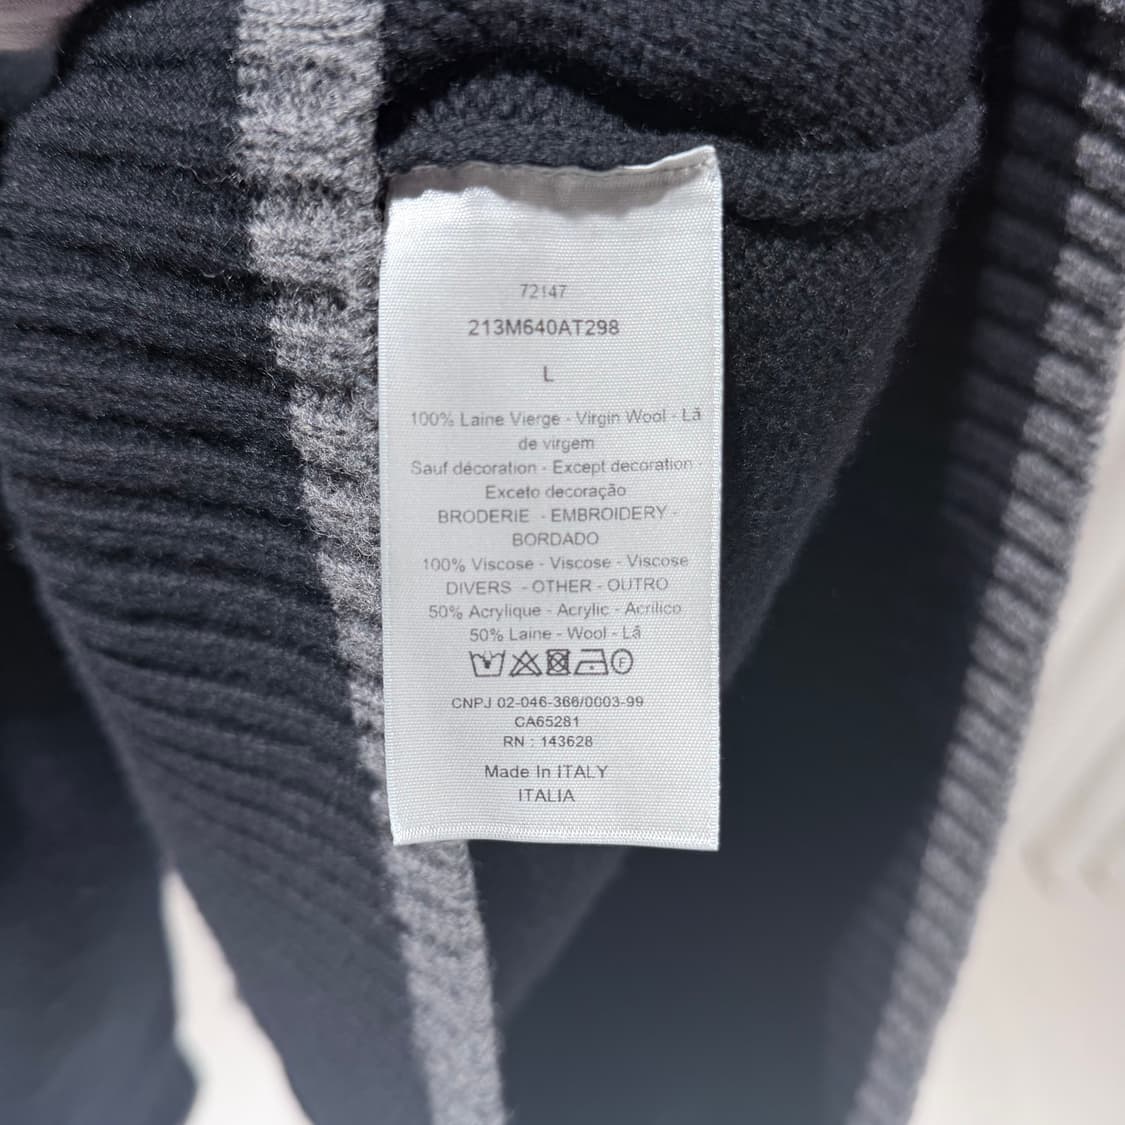 72147
213M640AT298
L
100% Laine Vierge - Virgin Wool - Lã
de virgem
Sauf décoration - Except decoration -
Exceto decoração
BRODERIE - EMBROIDERY -
BORDADO
100% Viscose - Viscose - Viscose
DIVERS - OTHER - OUTRO
50% Acrylique - Acrylic - Acrílico
50% Laine - Wool - Lã
F
CNPJ 02-046-366/0003-99
CA65281
RN : 143628
Made In ITALY
ITALIA